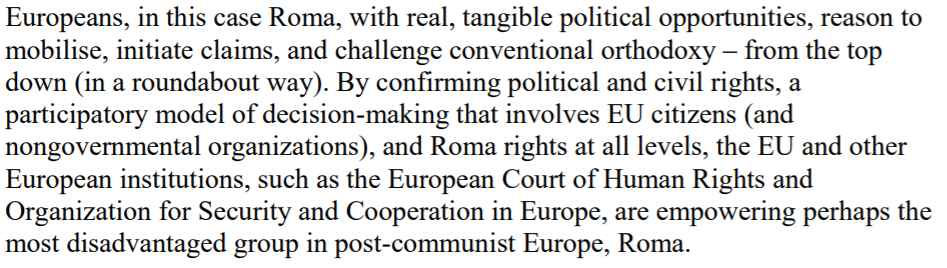 Europeans, in this case Roma, with real, tangible political opportunities, reason to
mobilise, initiate claims, and challenge conventional orthodoxy – from the top
down (in a roundabout way). By confirming political and civil rights, a
participatory model of decision-making that involves EU citizens (and
nongovernmental organizations), and Roma rights at all levels, the EU and other
European institutions, such as the European Court of Human Rights and
Organization for Security and Cooperation in Europe, are empowering perhaps the
most disadvantaged group in post-communist Europe, Roma.